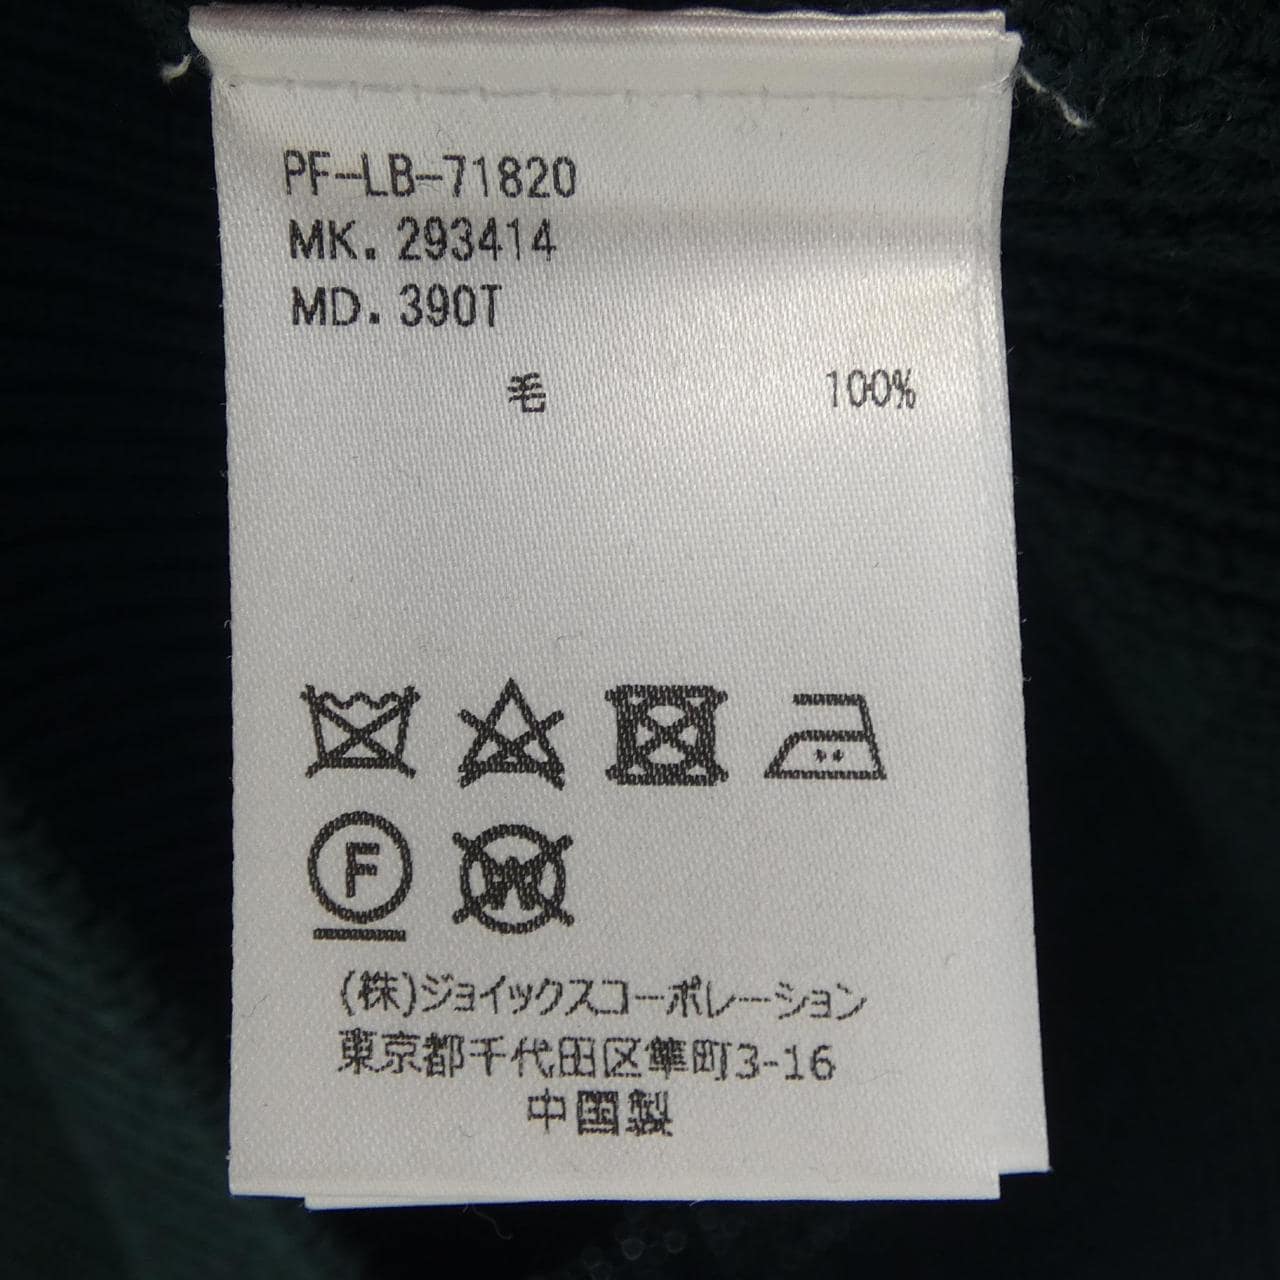 PF-LB-71820
MK. 293414
MD. 390T
毛 100%
F
W
(株)ジョイックスコーポレーション
東京都千代田区隼町3-16
中国製